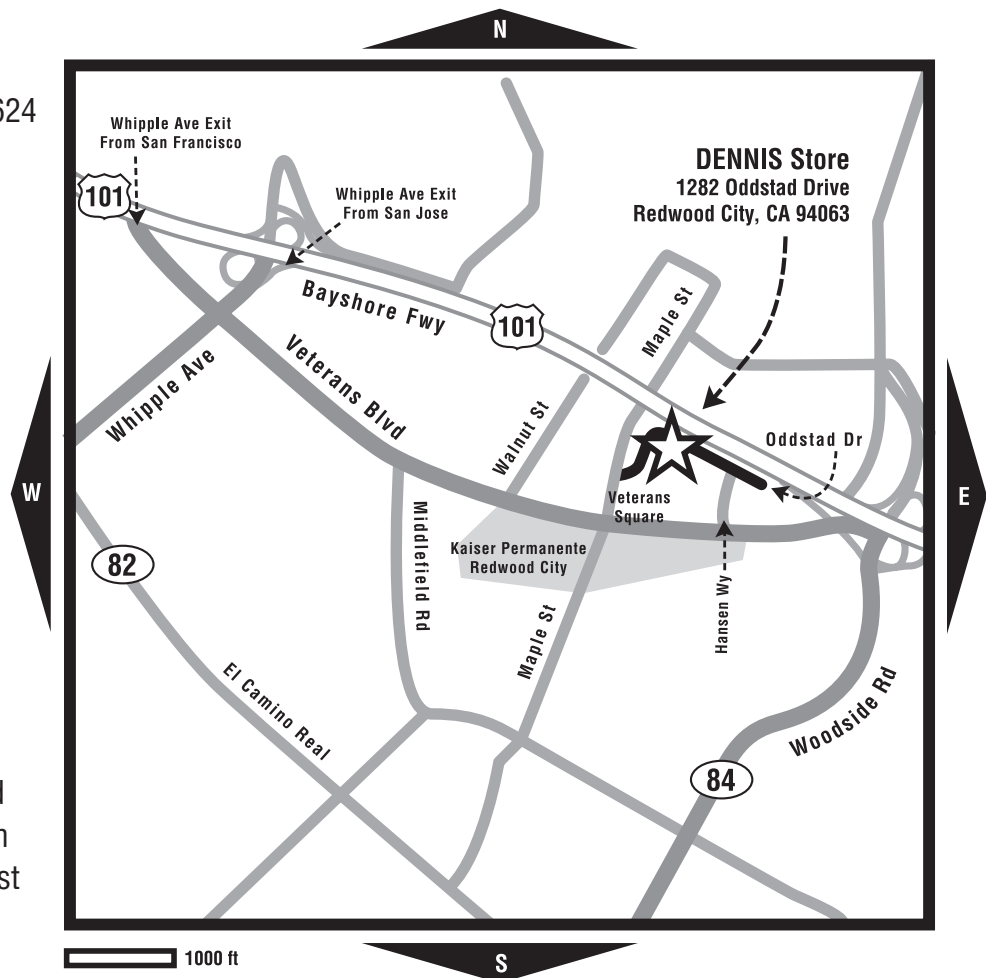 N
624
Whipple Ave Exit
From San Francisco
101
Whipple Ave Exit
From San Jose
DENNIS Store
1282 Oddstad Drive
Redwood City, CA 94063
Bayshore Fwy
101
Maple St
Whipple Ave
Veterans Blvd
Walnut St
Oddstad Dr
W
E
Veterans
Square
Middlefield Rd
Kaiser Permanente
Redwood City
82
Hansen Wy
Maple St
El Camino Real
Woodside Rd
84
st
1000 ft
S